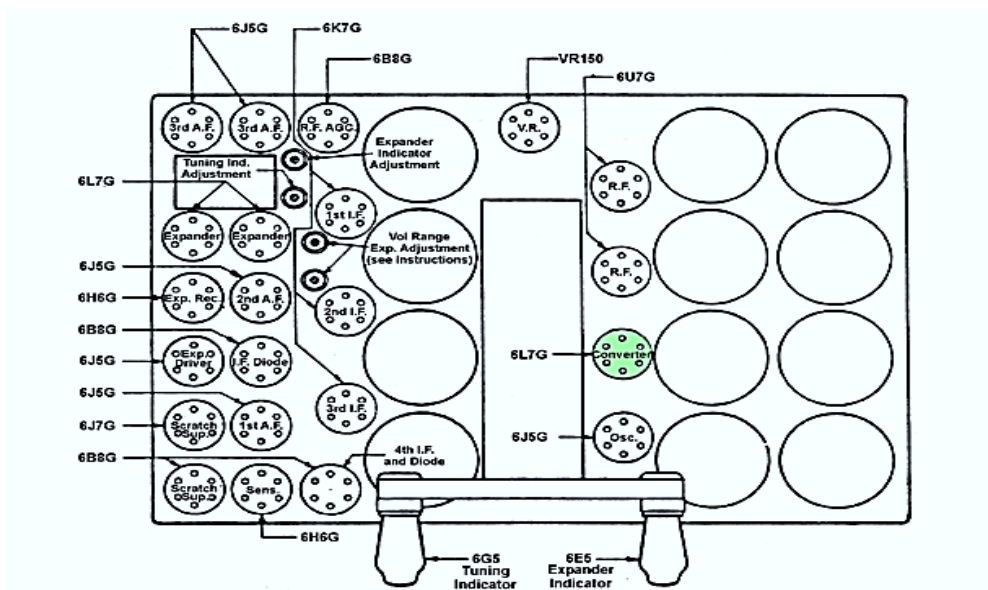 6J5G
6K7G
6B8G
VR150
6U7G
3rd A.F.
3rd A.F.
R.F. AGC.
V.R.
Expander
Indicator
Adjustment
Tuning Ind.
Adjustment
6L7G
R.F.
1st I.F.
Expander
Expander
Vol Range
Exp. Adjustment
(see Instructions)
6J5G
R.F.
6H6G
Exp. Rec.
2nd A.F.
2nd I.F.
6B8G
6J5G
Exp.
Driver
I.F. Diode
6L7G
Converter
6J5G
3rd I.F.
6J7G
Scratch
Sup.
1st A.F.
6J5G
Osc.
6B8G
4th I.F.
and Diode
Scratch
Sup.
Sens.
6H6G
6G5
Tuning
Indicator
6E5
Expander
Indicator